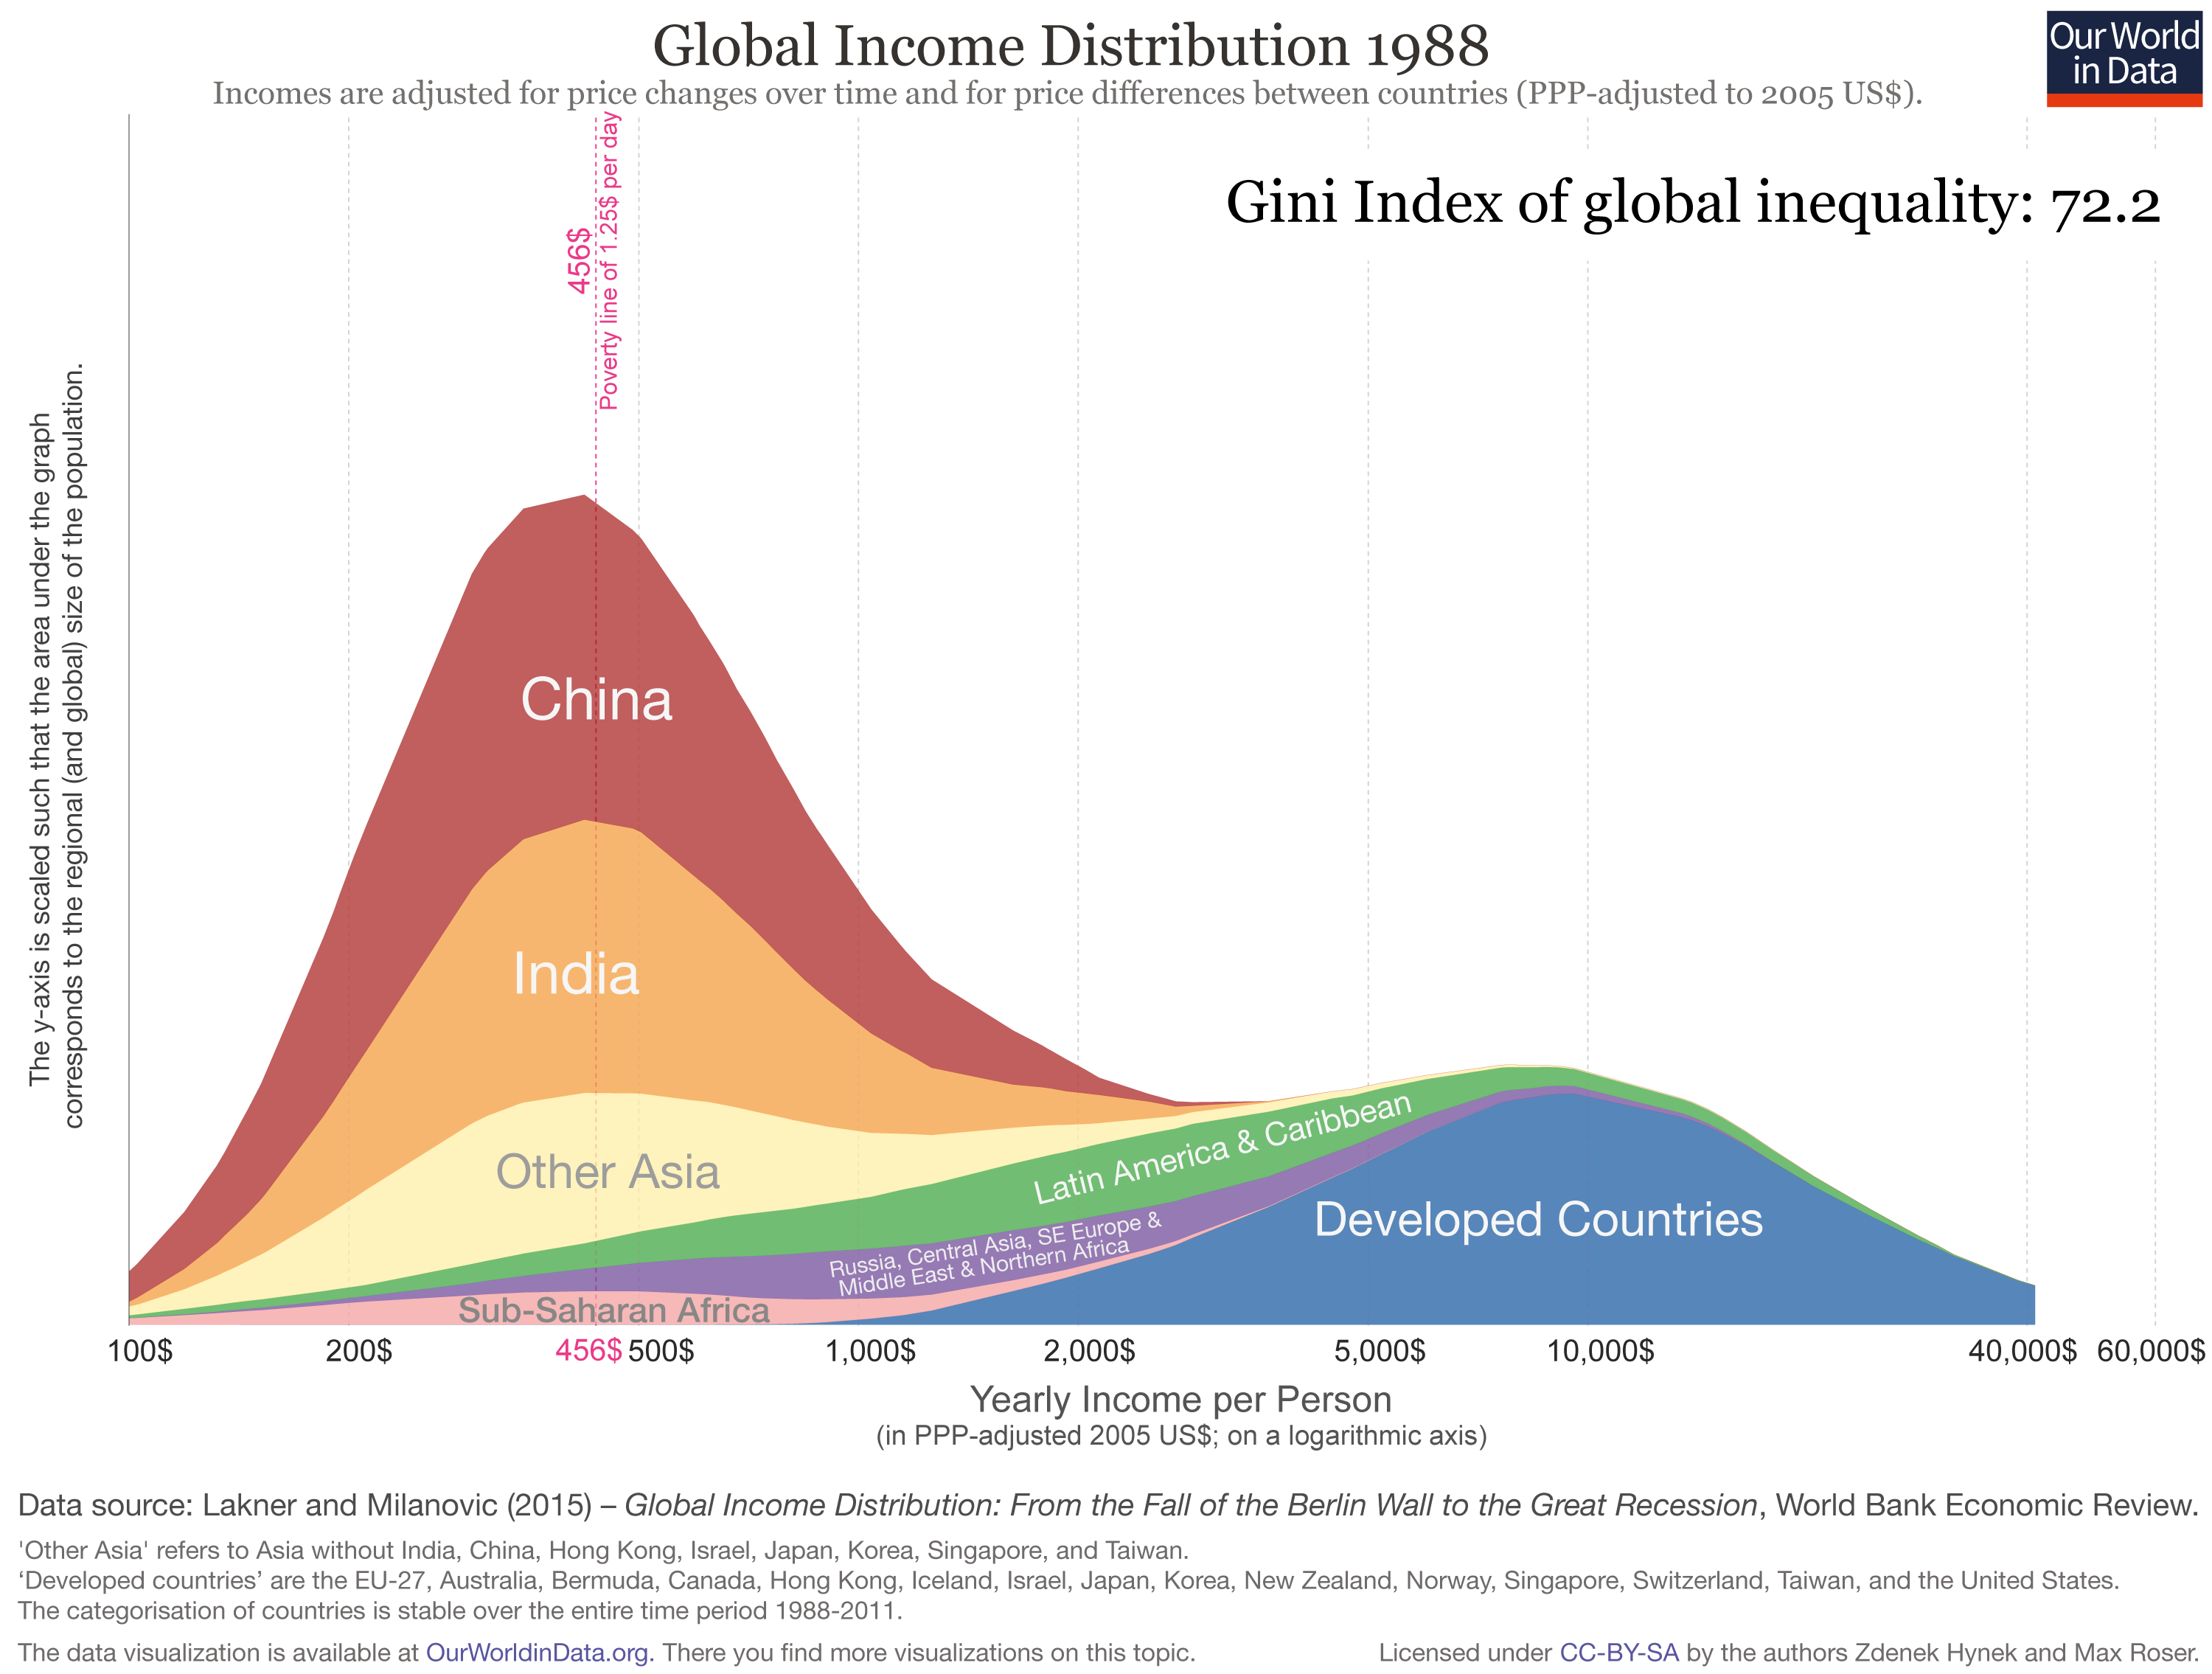 Global Income Distribution 1988
Our World
in Data
Incomes are adjusted for price changes over time and for price differences between countries (PPP-adjusted to 2005 US$).
Gini Index of global inequality: 72.2
456$
Poverty line of 1.25$ per day
The y-axis is scaled such that the area under the graph
corresponds to the regional (and global) size of the population.
China
India
Other Asia
Latin America & Caribbean
Russia, Central Asia, SE Europe &
Middle East & Northern Africa
Sub-Saharan Africa
Developed Countries
100$ 200$ 456$ 500$ 1,000$ 2,000$ 5,000$ 10,000$ 40,000$ 60,000$
Yearly Income per Person
(in PPP-adjusted 2005 US$; on a logarithmic axis)
Data source: Lakner and Milanovic (2015) – Global Income Distribution: From the Fall of the Berlin Wall to the Great Recession, World Bank Economic Review.
'Other Asia' refers to Asia without India, China, Hong Kong, Israel, Japan, Korea, Singapore, and Taiwan.
‘Developed countries’ are the EU-27, Australia, Bermuda, Canada, Hong Kong, Iceland, Israel, Japan, Korea, New Zealand, Norway, Singapore, Switzerland, Taiwan, and the United States.
The categorisation of countries is stable over the entire time period 1988-2011.
The data visualization is available at OurWorldinData.org. There you find more visualizations on this topic.
Licensed under CC-BY-SA by the authors Zdenek Hynek and Max Roser.